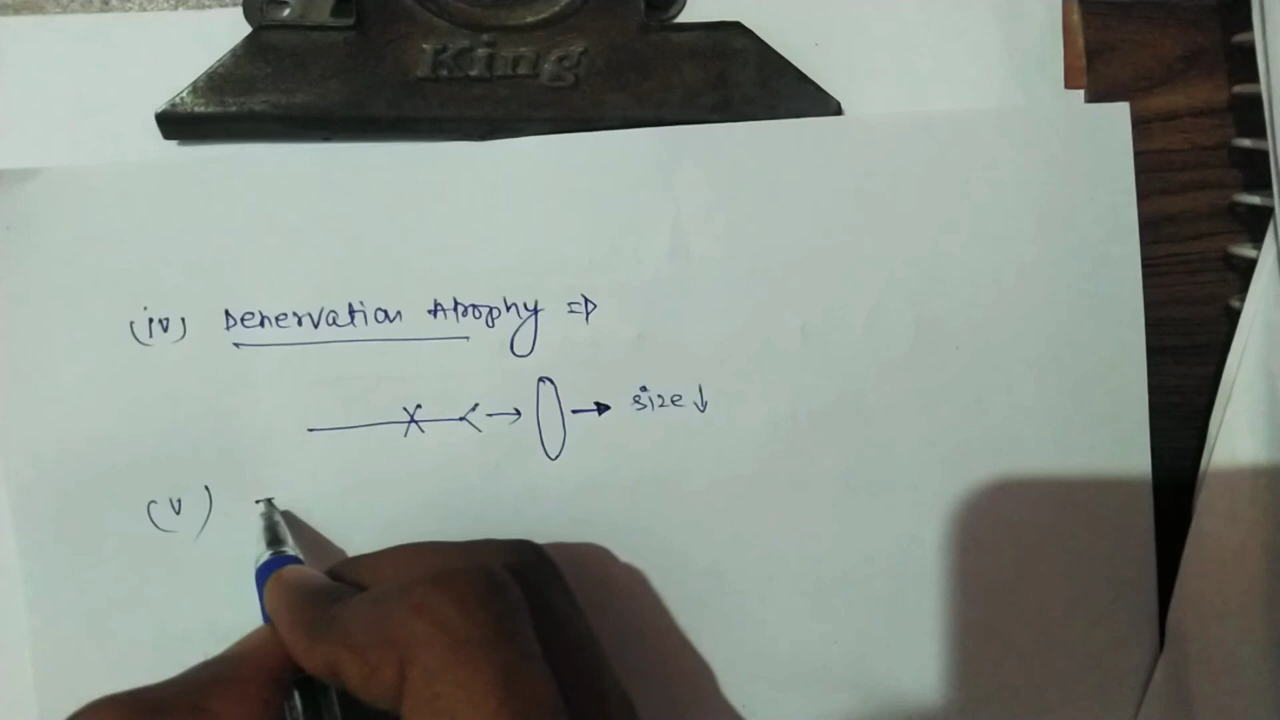 King
(iv) Denervation Atrophy ⇒
size ↓
(v)